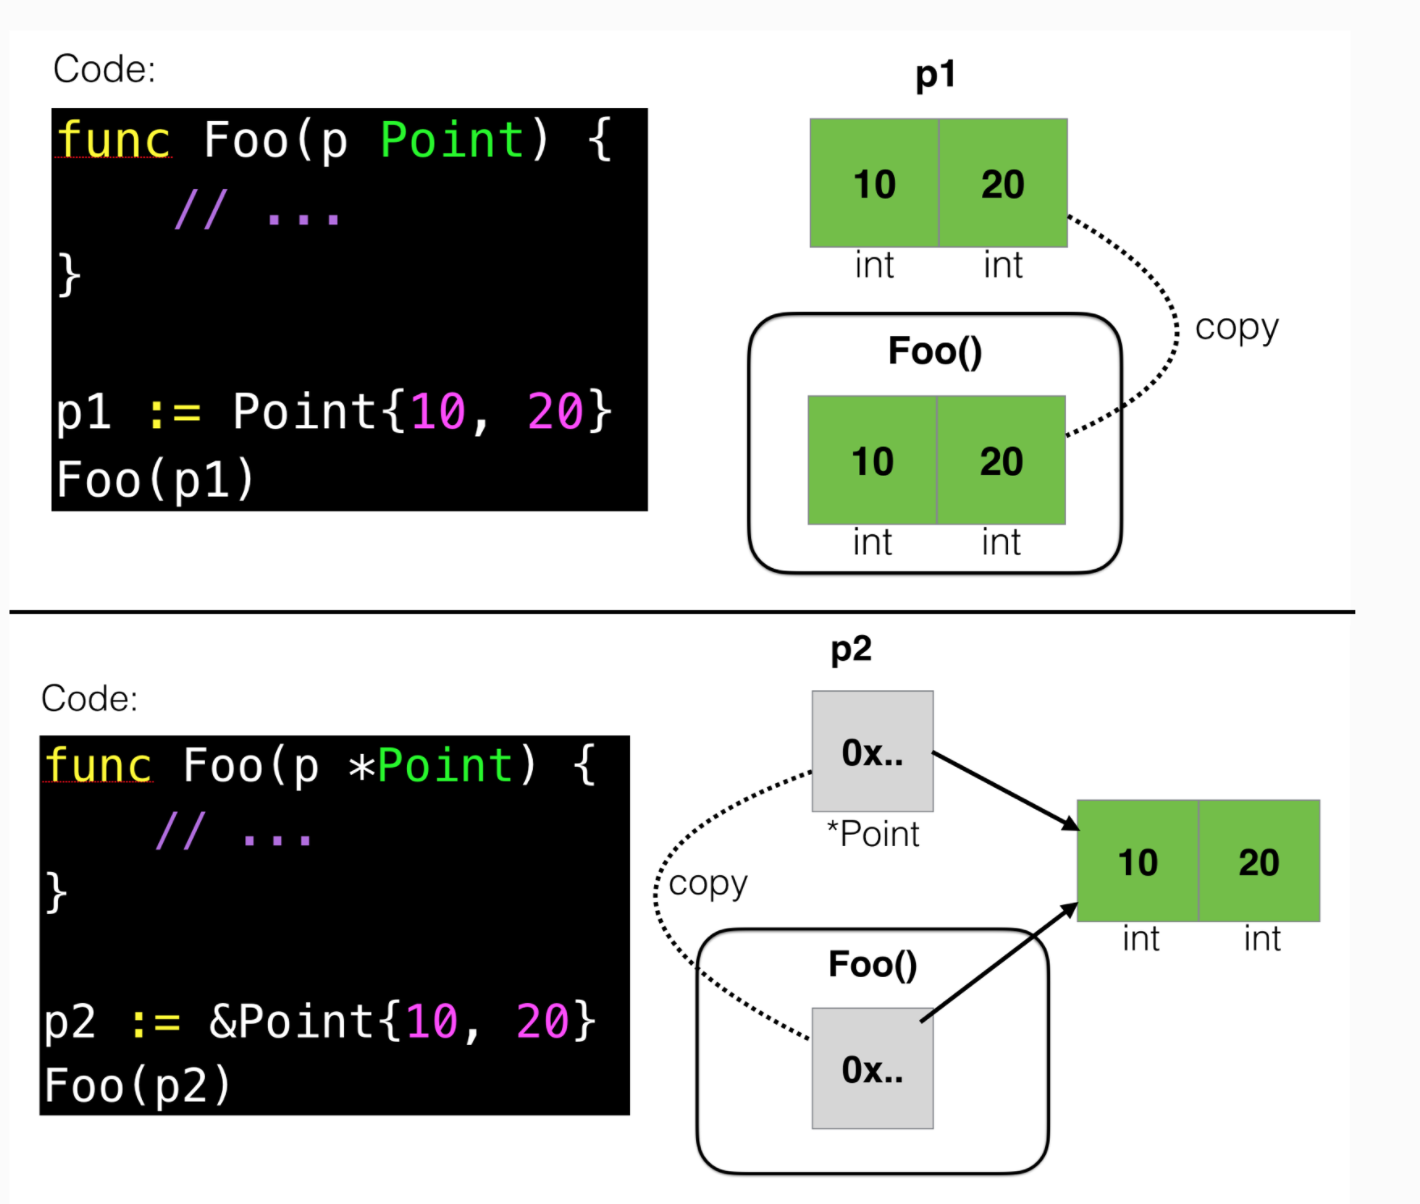 Code:
func Foo(p Point) {
// ...
}
p1 := Point{10, 20}
Foo(p1)
p1
10 20
int int
copy
Foo()
10 20
int int
Code:
func Foo(p *Point) {
// ...
}
p2 := &Point{10, 20}
Foo(p2)
p2
0x..
*Point
10 20
int int
copy
Foo()
0x..